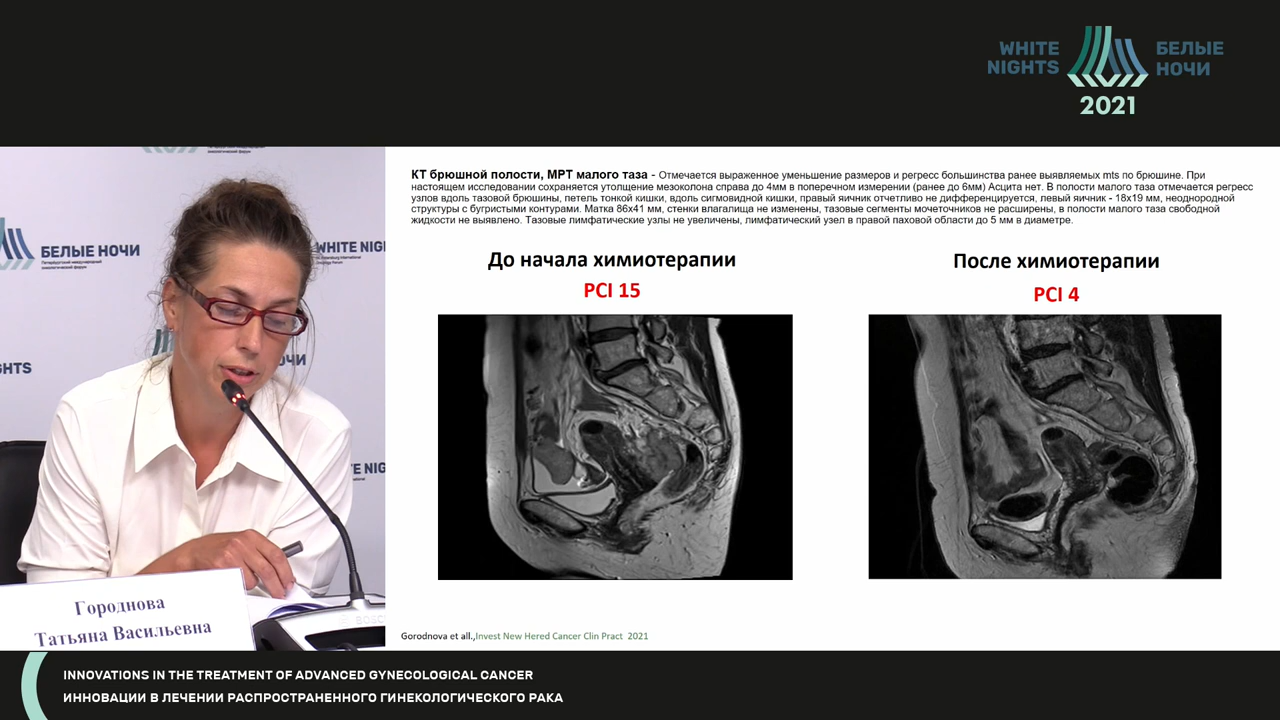 WHITE
NIGHTS
БЕЛЫЕ
НОЧИ
2021
БЕЛЫЕ НОЧИ
WHITE NIG
HTS
НОЧИ
TE NIG
КТ брюшной полости, МРТ малого таза - Отмечается выраженное уменьшение размеров и регресс большинства ранее выявляемых mts по брюшине. При
настоящем исследовании сохраняется утолщение мезоколона справа до 4мм в поперечном измерении (ранее до 6мм) Асцита нет. В полости малого таза отмечается регресс
узлов вдоль тазовой брюшины, петель тонкой кишки, вдоль сигмовидной кишки, правый яичник отчетливо не дифференцируется, левый яичник - 18х19 мм, неоднородной
структуры с бугристыми контурами. Матка 86х41 мм, стенки влагалища не изменены, тазовые сегменты мочеточников не расширены, в полости малого таза свободной
жидкости не выявлено. Тазовые лимфатические узлы не увеличены, лимфатический узел в правой паховой области до 5 мм в диаметре.
До начала химиотерапии
PCI 15
После химиотерапии
PCI 4
Городнова
Татьяна Васильевна
BOSC
Gorodnova et all.,Invest New Hered Cancer Clin Pract 2021
INNOVATIONS IN THE TREATMENT OF ADVANCED GYNECOLOGICAL CANCER
ИННОВАЦИИ В ЛЕЧЕНИИ РАСПРОСТРАНЕННОГО ГИНЕКОЛОГИЧЕСКОГО РАКА